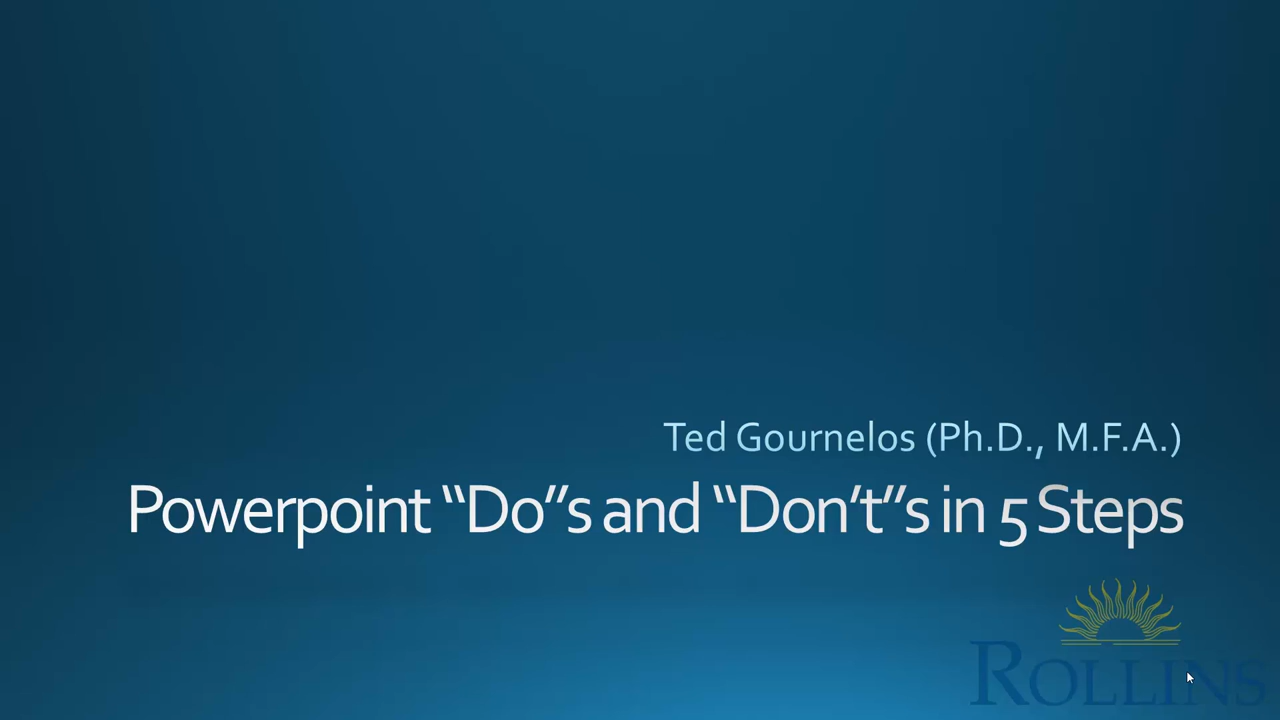 Ted Gournelos (Ph.D., M.F.A.)
Powerpoint “Do”s and “Don’t”s in 5 Steps
ROLLINS